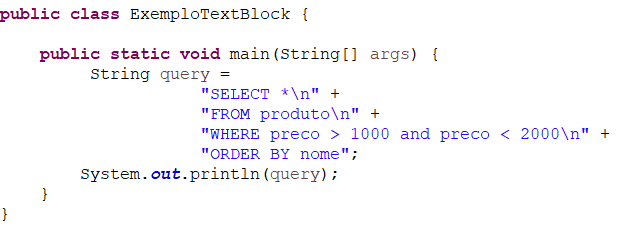 public class ExemploTextBlock {
public static void main(String[] args) {
String query =
"SELECT *\n" +
"FROM produto\n" +
"WHERE preco > 1000 and preco < 2000\n" +
"ORDER BY nome";
System.out.println(query);
}
}